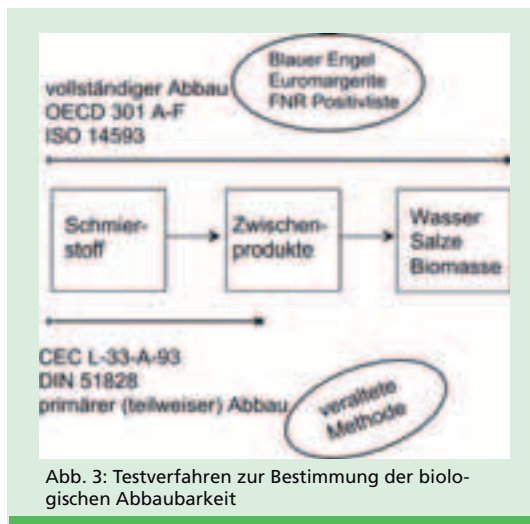 Blauer Engel
Euromargerite
FNR Positivliste
vollständiger Abbau
OECD 301 A-F
ISO 14593
Schmier-
stoff
Zwischen-
produkte
Wasser
Salze
Biomasse
CEC L-33-A-93
DIN 51828
primärer (teilweiser) Abbau
veraltete
Methode
Abb. 3: Testverfahren zur Bestimmung der biolo-
gischen Abbaubarkeit